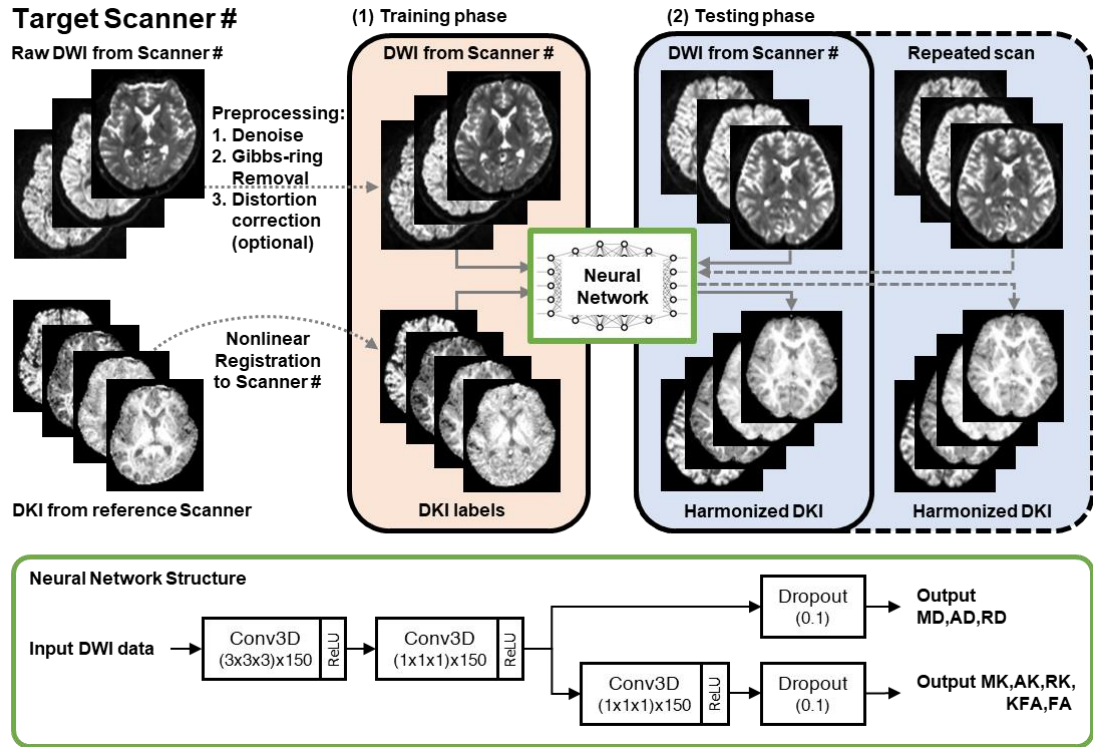 Target Scanner #
(1) Training phase
(2) Testing phase
Raw DWI from Scanner #
DWI from Scanner #
DWI from Scanner #
Repeated scan
Preprocessing:
1. Denoise
2. Gibbs-ring
Removal
3. Distortion
correction
(optional)
Neural
Network
Nonlinear
Registration
to Scanner #
DKI from reference Scanner
DKI labels
Harmonized DKI
Harmonized DKI
Neural Network Structure
Input DWI data
Conv3D
(3x3x3)x150
ReLU
Conv3D
(1x1x1)x150
ReLU
Dropout
(0.1)
Output
MD,AD,RD
Conv3D
(1x1x1)x150
ReLU
Dropout
(0.1)
Output MK,AK,RK,
KFA,FA